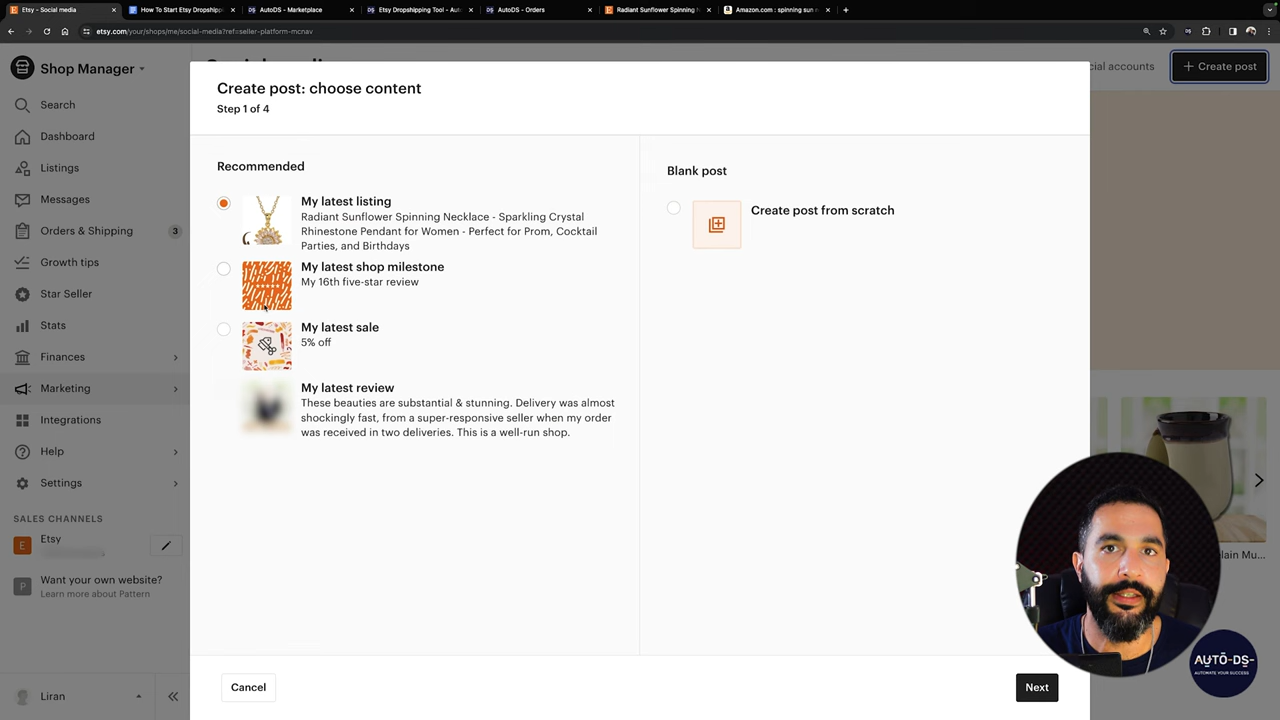 Etsy - Social media
How To Start Etsy Dropshipp
AutoDS - Marketplace
Etsy Dropshipping Tool - Aut
AutoDS - Orders
Radiant Sunflower Spinning N
Amazon.com : spinning sun n
etsy.com/your/shops/me/social-media?ref=seller-platform-mcnav
Shop Manager
cial accounts
Create post
Search
Dashboard
Listings
Messages
Orders & Shipping
3
Growth tips
Star Seller
Stats
Finances
Marketing
Integrations
Help
Settings
SALES CHANNELS
E
Etsy
P
Want your own website?
Learn more about Pattern
Liran
Create post: choose content
Step 1 of 4
Recommended
My latest listing
Radiant Sunflower Spinning Necklace - Sparkling Crystal
Rhinestone Pendant for Women - Perfect for Prom, Cocktail
Parties, and Birthdays
My latest shop milestone
My 16th five-star review
My latest sale
5% off
My latest review
These beauties are substantial & stunning. Delivery was almost
shockingly fast, from a super-responsive seller when my order
was received in two deliveries. This is a well-run shop.
Blank post
Create post from scratch
Cancel
Next
lain Mu...
AUTO-DS-
AUTOMATE YOUR SUCCESS